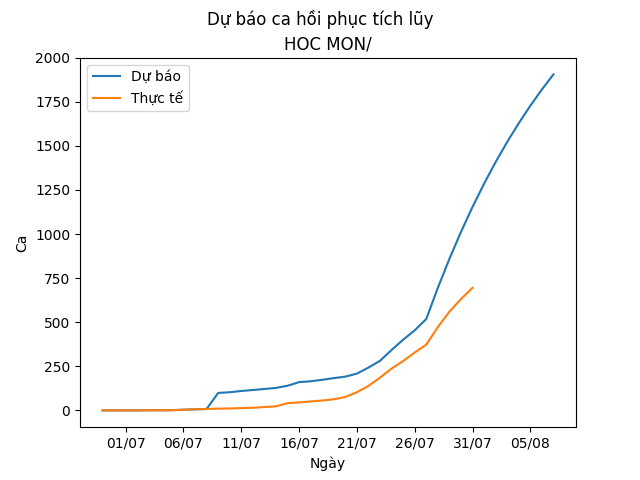 Dự báo ca hồi phục tích lũy
HOC MON/
Dự báo
Thực tế
Ca
2000
1750
1500
1250
1000
750
500
250
0
01/07 06/07 11/07 16/07 21/07 26/07 31/07 05/08
Ngày